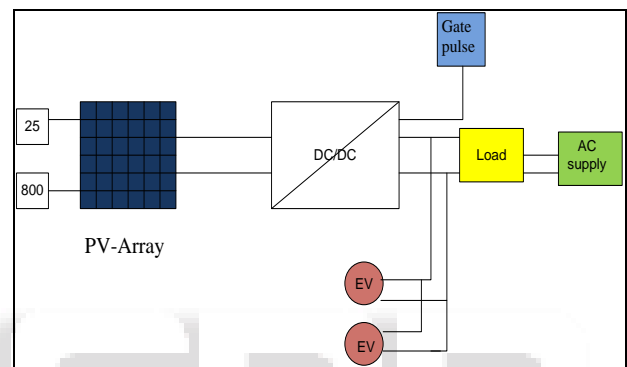 Gate
pulse
25
DC/DC
Load
AC
supply
800
PV-Array
EV
EV